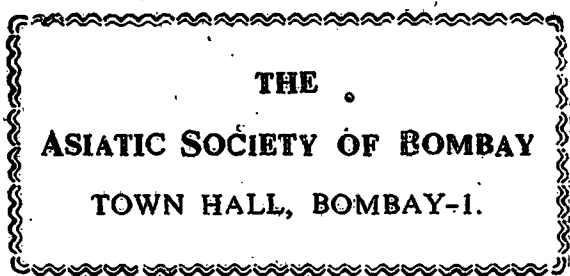 THE
ASIATIC SOCIETY OF BOMBAY
TOWN HALL, BOMBAY-1.